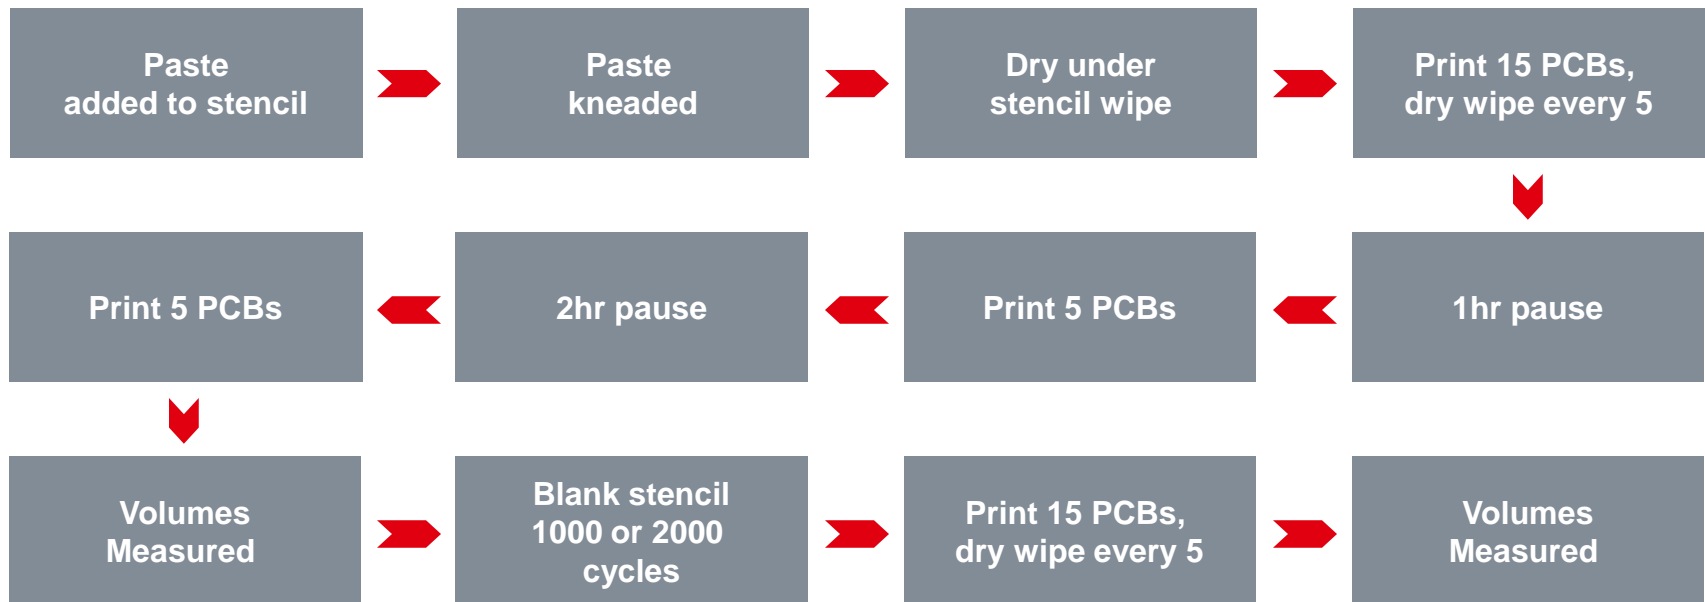 Paste
added to stencil
Paste
kneaded
Dry under
stencil wipe
Print 15 PCBs,
dry wipe every 5
1hr pause
Print 5 PCBs
2hr pause
Print 5 PCBs
Volumes
Measured
Blank stencil
1000 or 2000
cycles
Print 15 PCBs,
dry wipe every 5
Volumes
Measured